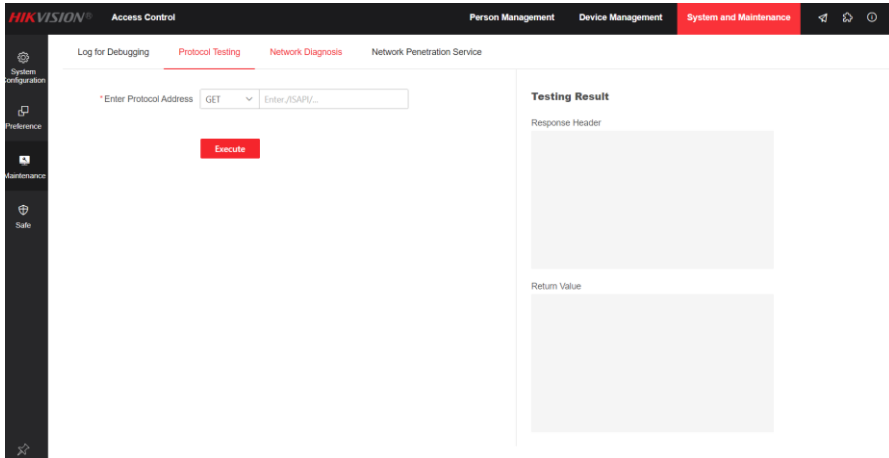 HIKVISION® Access Control Person Management Device Management System and Maintenance
Log for Debugging Protocol Testing Network Diagnosis Network Penetration Service
System
Configuration
Preference
Maintenance
Safe
*Enter Protocol Address GET Enter./ISAPI/...
Execute
Testing Result
Response Header
Return Value